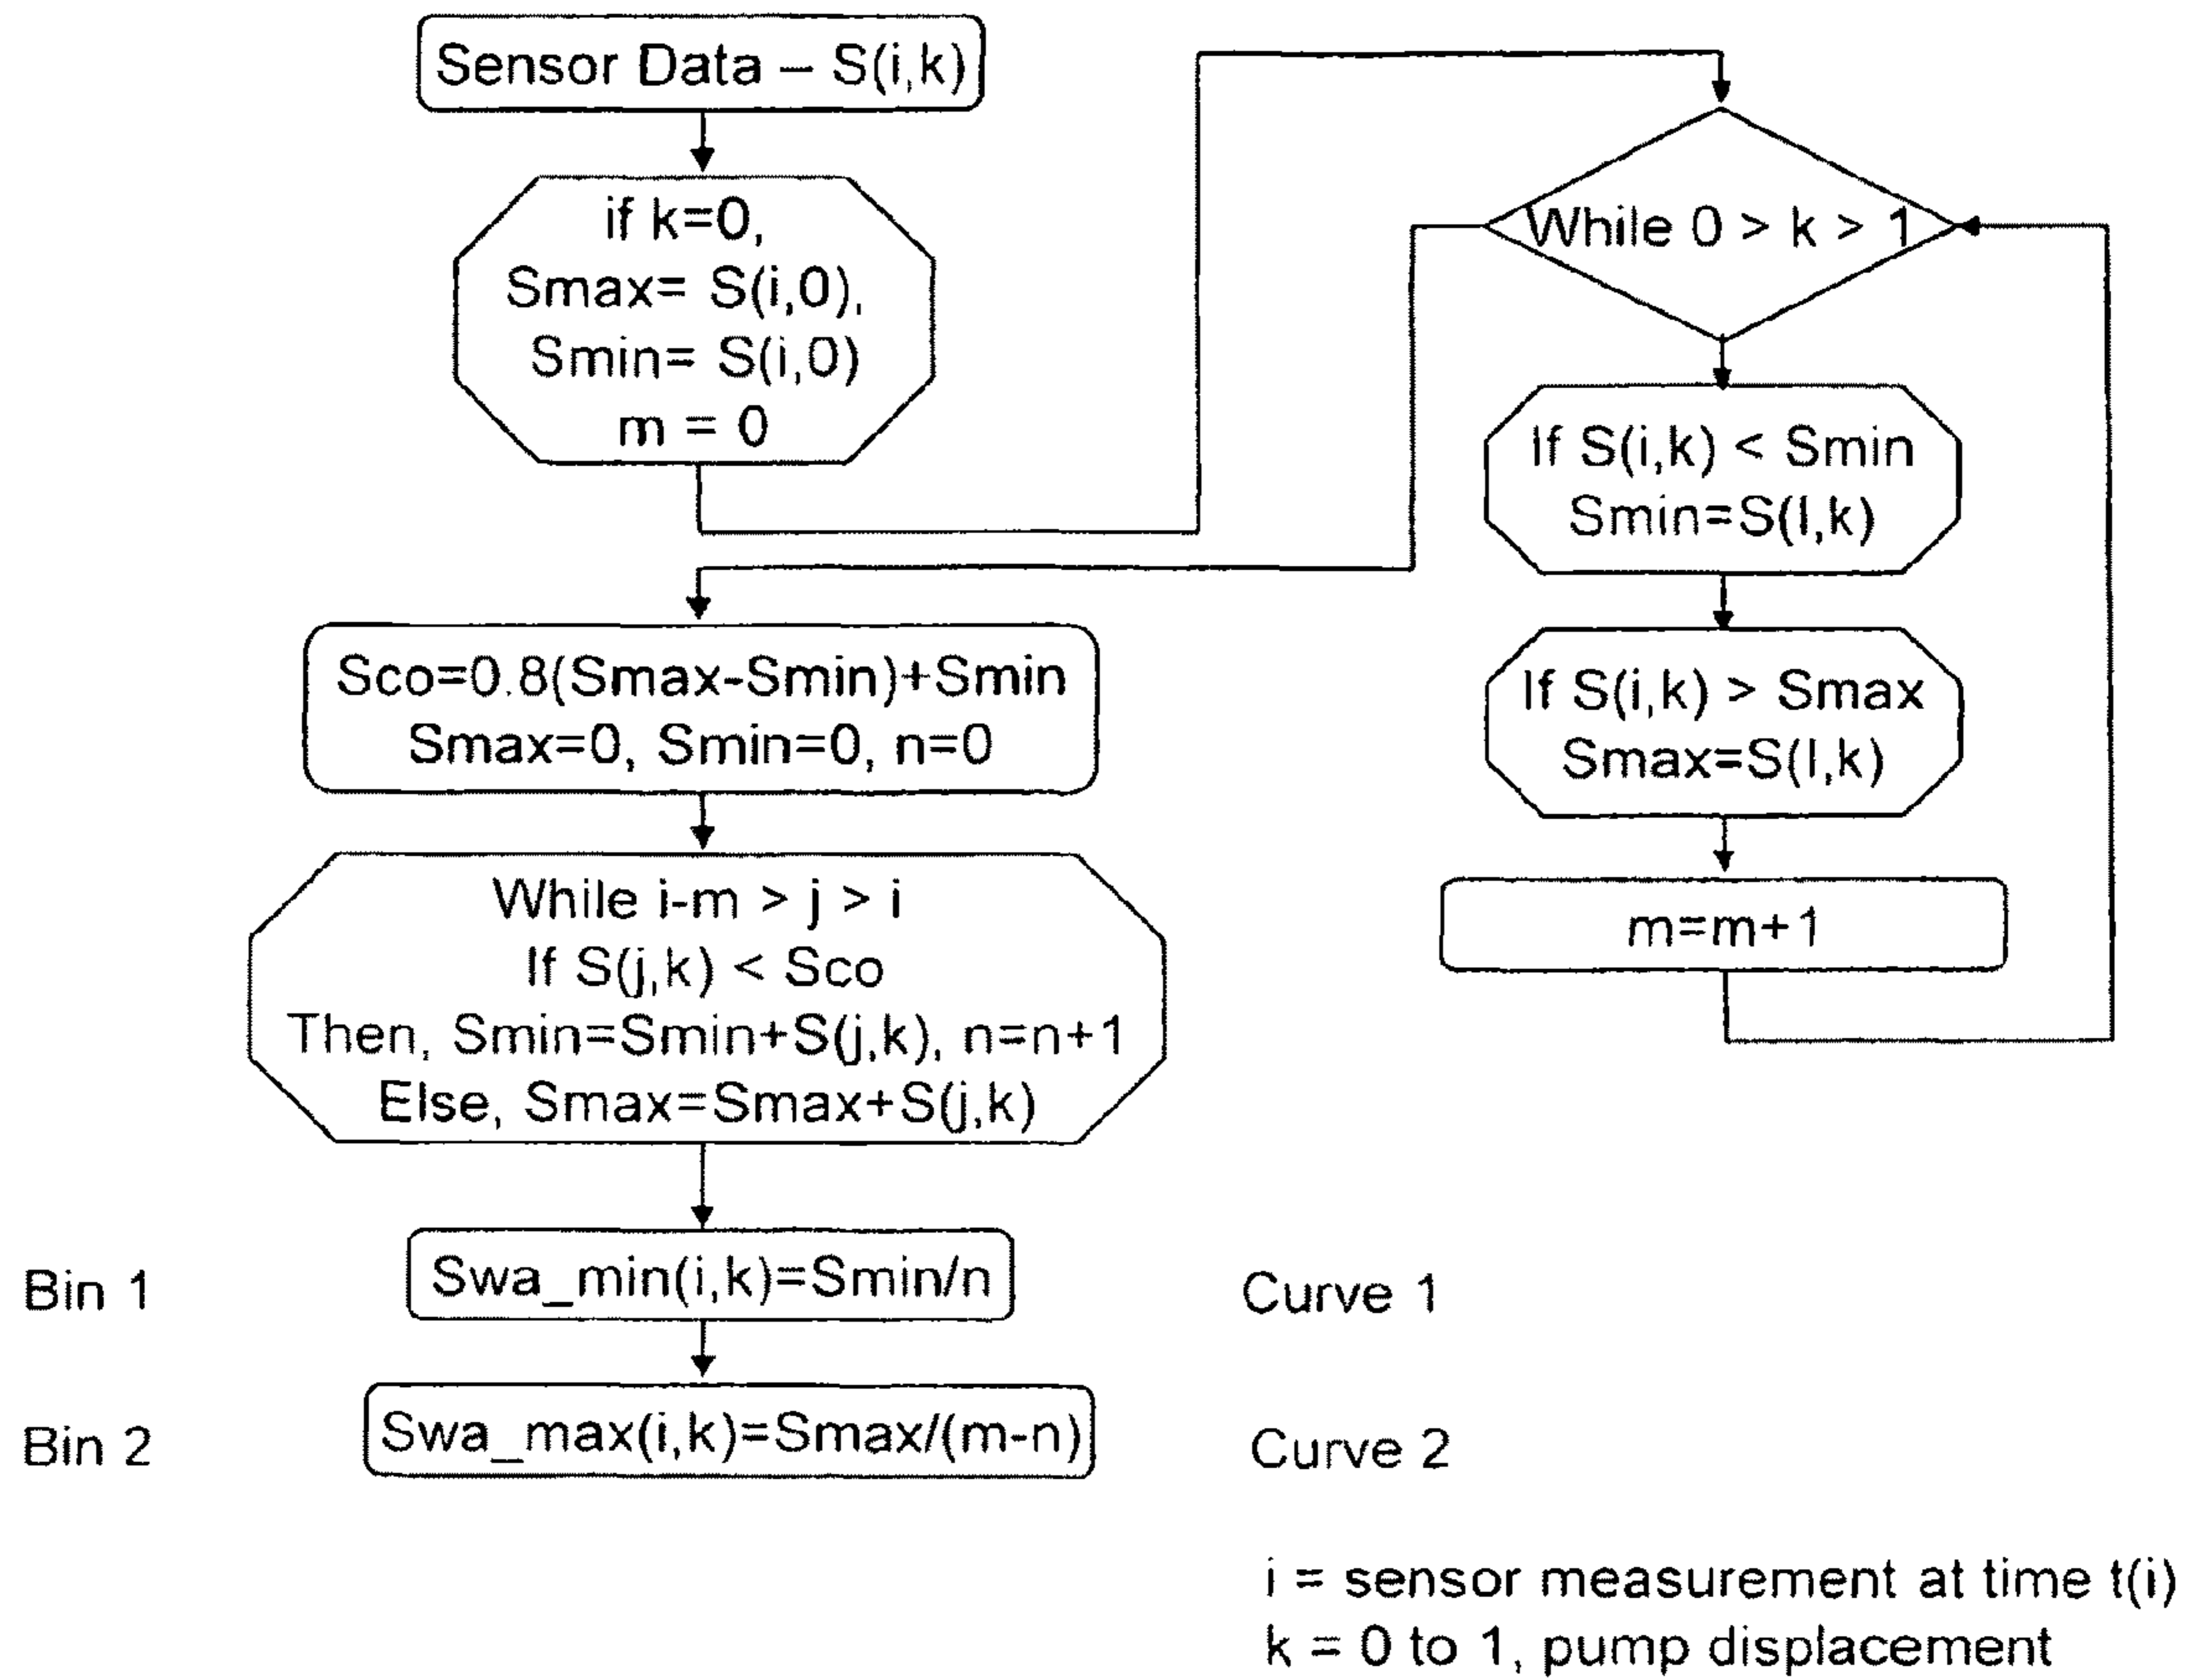 Sensor Data – S(i,k)
if k=0,
Smax= S(i,0),
Smin= S(i,0)
m = 0
While 0 > k > 1
If S(i,k) < Smin
Smin=S(I,k)
If S(i,k) > Smax
Smax=S(I,k)
m=m+1
Sco=0.8(Smax-Smin)+Smin
Smax=0, Smin=0, n=0
While i-m > j > i
If S(j,k) < Sco
Then, Smin=Smin+S(j,k), n=n+1
Else, Smax=Smax+S(j,k)
Bin 1
Swa_min(i,k)=Smin/n
Curve 1
Bin 2
Swa_max(i,k)=Smax/(m-n)
Curve 2
i = sensor measurement at time t(i)
k = 0 to 1, pump displacement